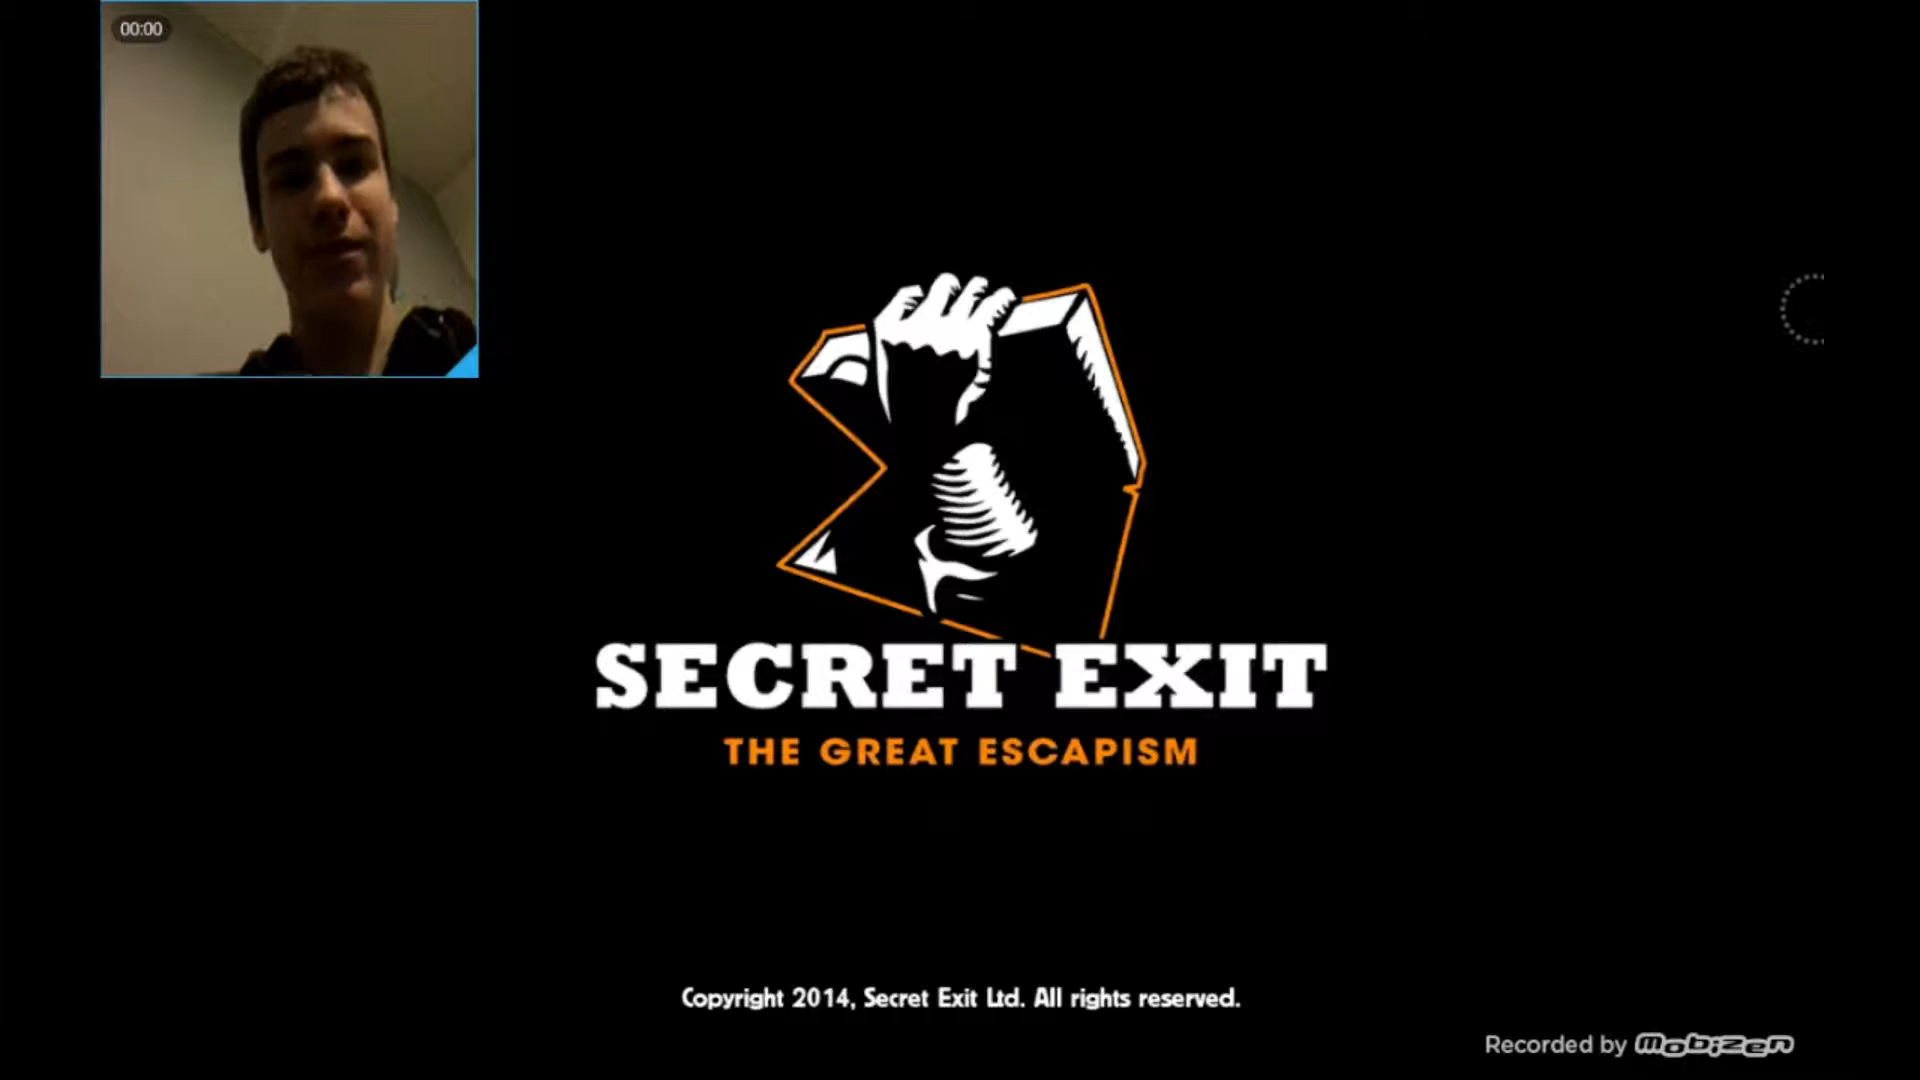 00:00
SECRET EXIT
THE GREAT ESCAPISM
Copyright 2014, Secret Exit Ltd. All rights reserved.
Recorded by mobizen